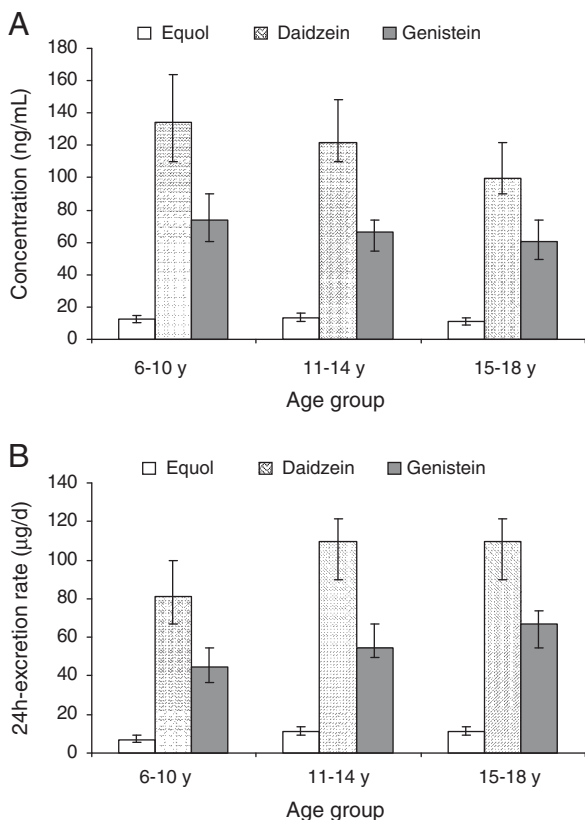 A
Equol Daidzein Genistein
Concentration (ng/mL)
180
160
140
120
100
80
60
40
20
0
6-10 y 11-14 y 15-18 y
Age group
B
Equol Daidzein Genistein
24h-excretion rate (µg/d)
140
120
100
80
60
40
20
0
6-10 y 11-14 y 15-18 y
Age group